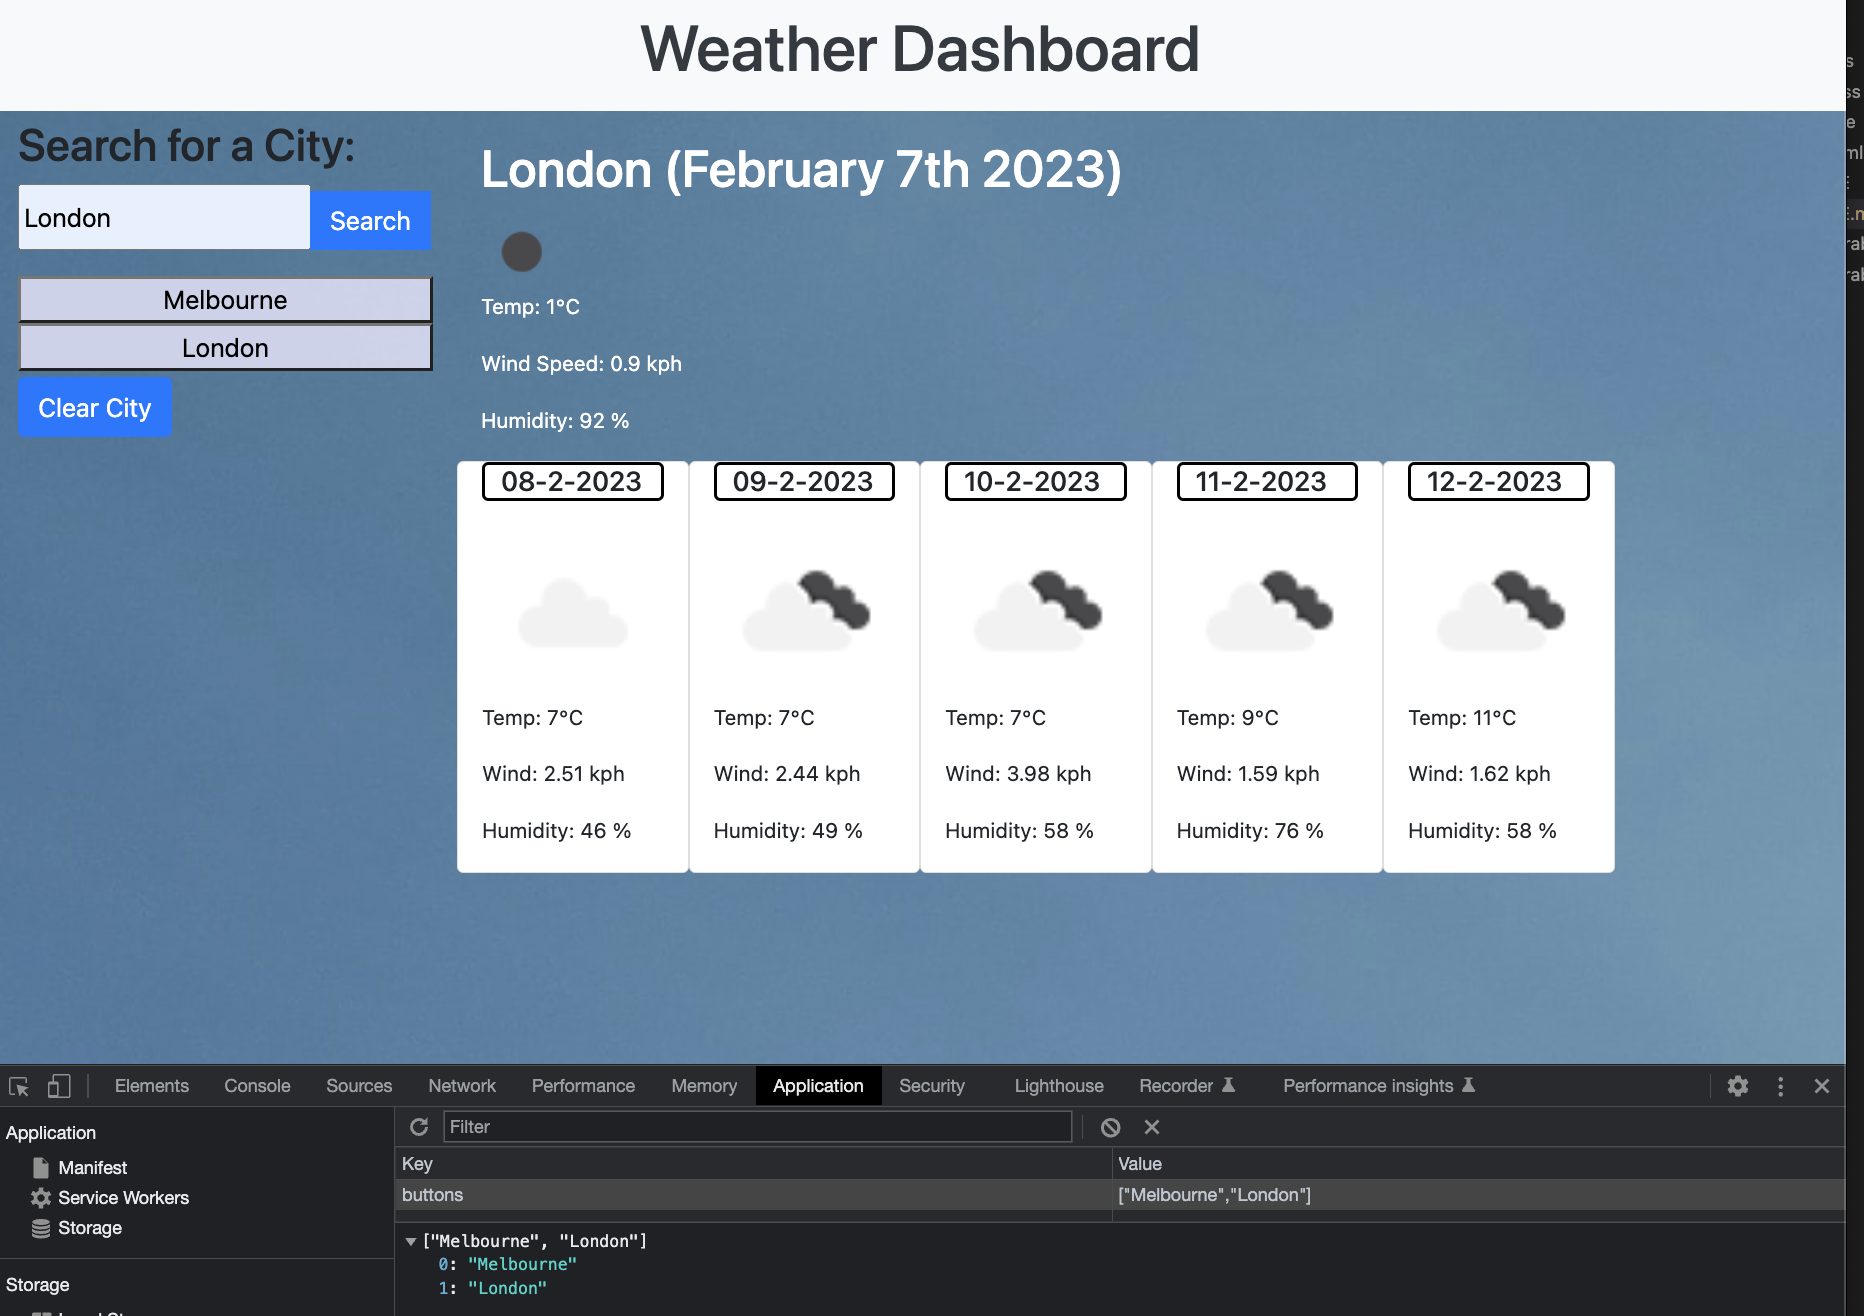 Weather Dashboard
Search for a City:
London
Search
Melbourne
London
Clear City
London (February 7th 2023)
Temp: 1°C
Wind Speed: 0.9 kph
Humidity: 92 %
08-2-2023
09-2-2023
10-2-2023
11-2-2023
12-2-2023
Temp: 7°C
Temp: 7°C
Temp: 7°C
Temp: 9°C
Temp: 11°C
Wind: 2.51 kph
Wind: 2.44 kph
Wind: 3.98 kph
Wind: 1.59 kph
Wind: 1.62 kph
Humidity: 46 %
Humidity: 49 %
Humidity: 58 %
Humidity: 76 %
Humidity: 58 %
Elements Console Sources Network Performance Memory Application Security Lighthouse Recorder Performance insights
Application
Manifest
Service Workers
Storage
Storage
Filter
Key Value
buttons ["Melbourne","London"]
["Melbourne", "London"]
0: "Melbourne"
1: "London"